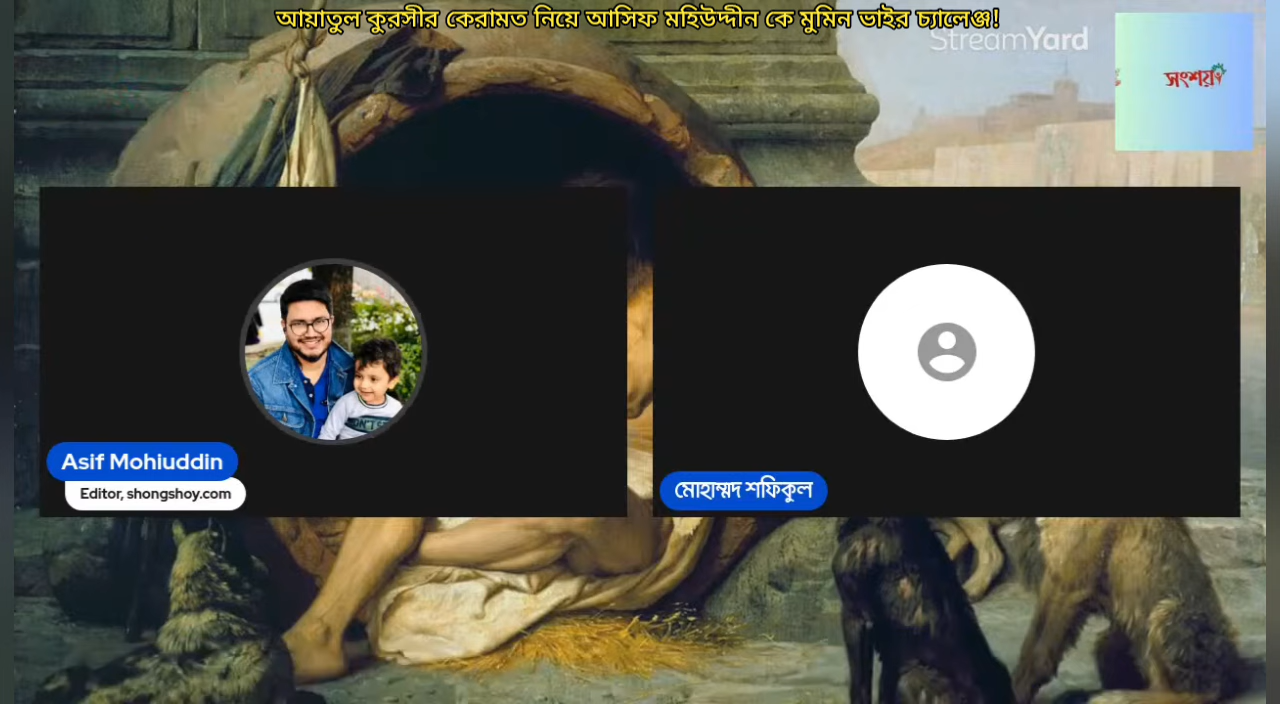 আয়াতুল কুরসীর কেরামত নিয়ে আসিফ মহিউদ্দীন কে মুমিন ভাইর চ্যালেঞ্জ!
StreamYard
সংশয়
Asif Mohiuddin
Editor, shongshoy.com
মোহাম্মদ শফিকুল